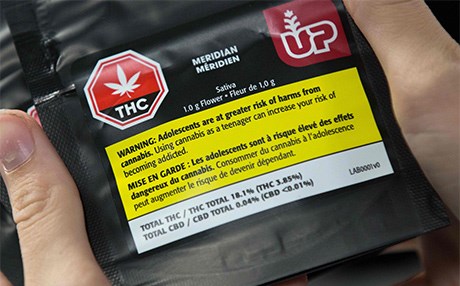 UP
MERIDIAN
MÉRIDIEN
THC
Sativa
1.0 g Flower • Fleur de 1,0 g
WARNING: Adolescents are at greater risk of harms from
cannabis. Using cannabis as a teenager can increase your risk of
becoming addicted.
MISE EN GARDE : Les adolescents sont à risque élevé des effets
dangereux du cannabis. Consommer du cannabis à l'adolescence
peut augmenter le risque de devenir dépendant.
LAB0001v0
TOTAL THC / THC TOTAL 18.1% (THC 3.85%)
TOTAL CBD / CBD TOTAL 0.04% (CBD <0.01%)